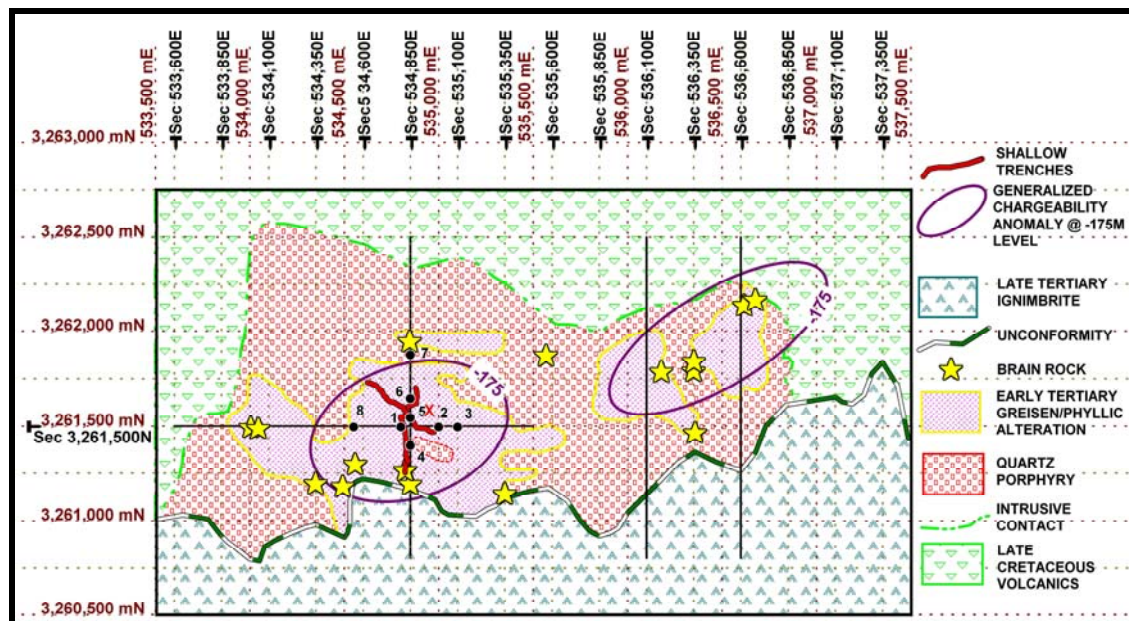 533,500 mE
Sec 533,600E
Sec 533,850E
534,000 mE
Sec 534,100E
Sec 534,350E
534,500 mE
Sec5 34,600E
Sec 534,850E
535,000 mE
Sec 535,100E
Sec 535,350E
535,500 mE
Sec 535,600E
Sec 535,850E
536,000 mE
Sec 536,100E
Sec 536,350E
536,500 mE
Sec 536,600E
Sec 536,850E
537,000 mE
Sec 537,100E
Sec 537,350E
537,500 mE
3,263,000 mN
3,262,500 mN
3,262,000 mN
3,261,500 mN
Sec 3,261,500N
3,261,000 mN
3,260,500 mN
-175
-175
7
6
8
1
5
X
2
3
4
SHALLOW
TRENCHES
GENERALIZED
CHARGEABILITY
ANOMALY @ -175M
LEVEL
LATE TERTIARY
IGNIMBRITE
UNCONFORMITY
BRAIN ROCK
EARLY TERTIARY
GREISEN/PHYLLIC
ALTERATION
QUARTZ
PORPHYRY
INTRUSIVE
CONTACT
LATE
CRETACEOUS
VOLCANICS